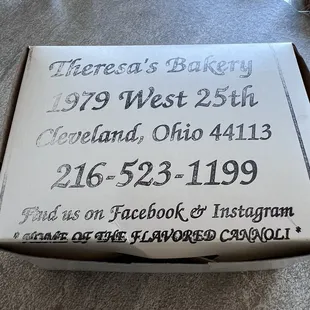 Theresa's Bakery
1979 West 25th
Cleveland, Ohio 44113
216-523-1199
Find us on Facebook & Instagram
* HOME OF THE FLAVORED CANNOLI *